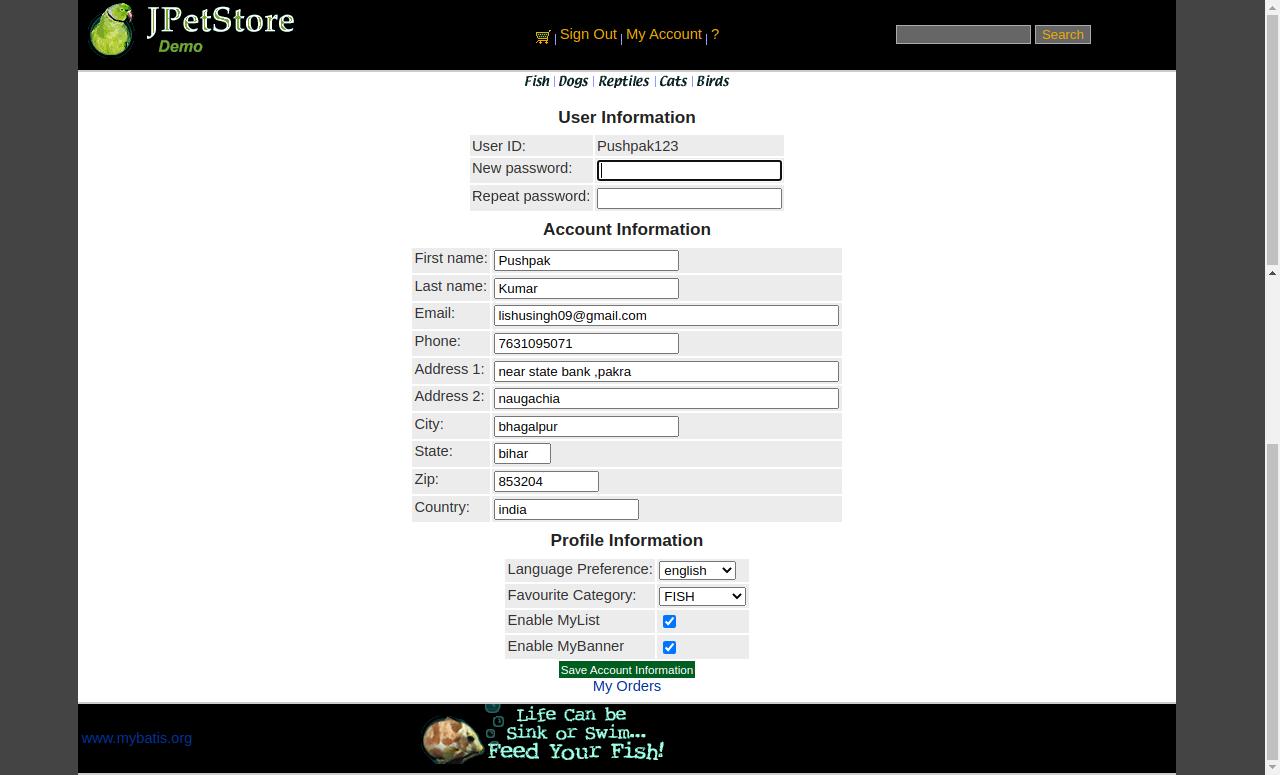 JPetStore
Demo
Sign Out My Account ?
Search
Fish Dogs Reptiles Cats Birds
User Information
User ID: Pushpak123
New password:
Repeat password:
Account Information
First name: Pushpak
Last name: Kumar
Email: lishusingh09@gmail.com
Phone: 7631095071
Address 1: near state bank ,pakra
Address 2: naugachia
City: bhagalpur
State: bihar
Zip: 853204
Country: india
Profile Information
Language Preference: english
Favourite Category: FISH
Enable MyList
Enable MyBanner
Save Account Information
My Orders
www.mybatis.org
Life Can be
Sink or Swim...
Feed Your Fish!